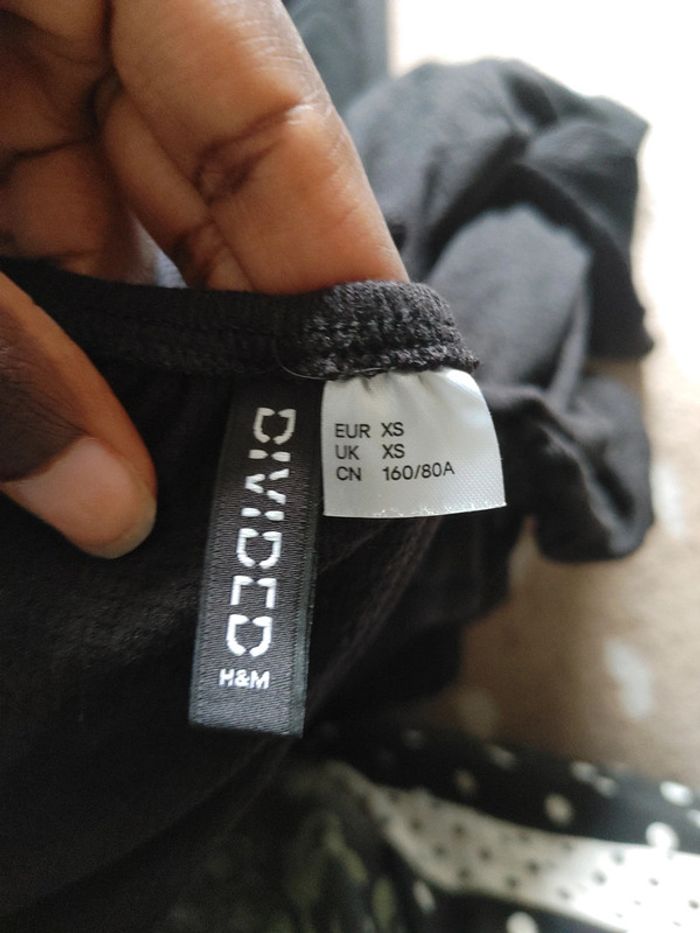 DIVIDED
H&M
EUR XS
UK XS
CN 160/80A